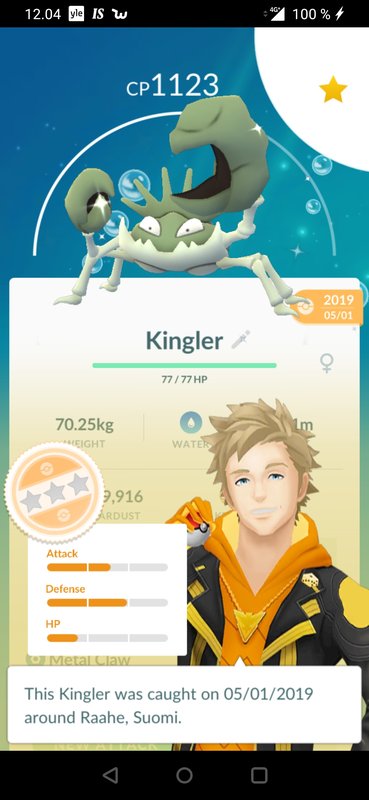 12.04 yle IS 4G 100 %
CP1123
2019
05/01
Kingler
77 / 77 HP
70.25kg
WEIGHT
WATER
9,916
STARDUST
Attack
Defense
HP
Metal Claw
This Kingler was caught on 05/01/2019
around Raahe, Suomi.
NEW ATTACK